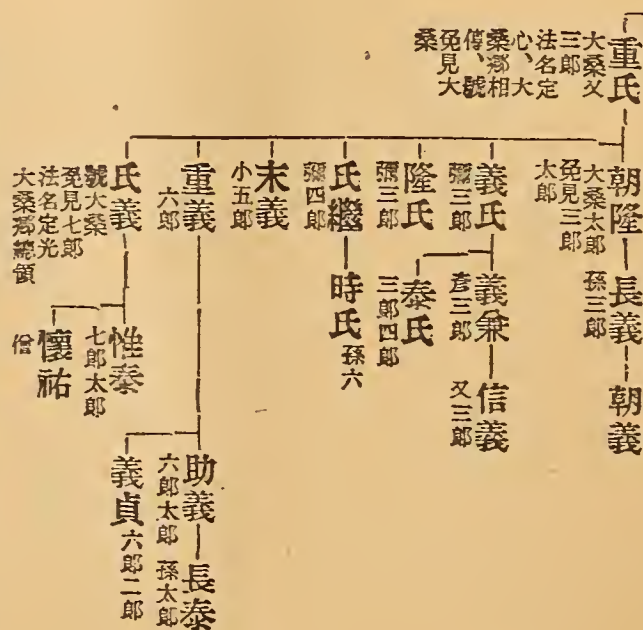 重氏
大桑又
三郎
法名定
心、大
桑郷相
傳、號
免見大
桑
朝隆
大桑太郎
免見三郎
太郎
長義
孫三郎
朝義
義氏
彌二郎
義兼
彦三郎
信義
又三郎
泰氏
三郎四郎
隆氏
彌三郎
氏繼
彌四郎
時氏
孫六
末義
小五郎
重義
六郎
助義
六郎太郎
長泰
孫太郎
義貞
六郎二郎
氏義
號大桑
免見七郎
法名定光
大桑郷總領
惟泰
七郎太郎
懷祐
僧